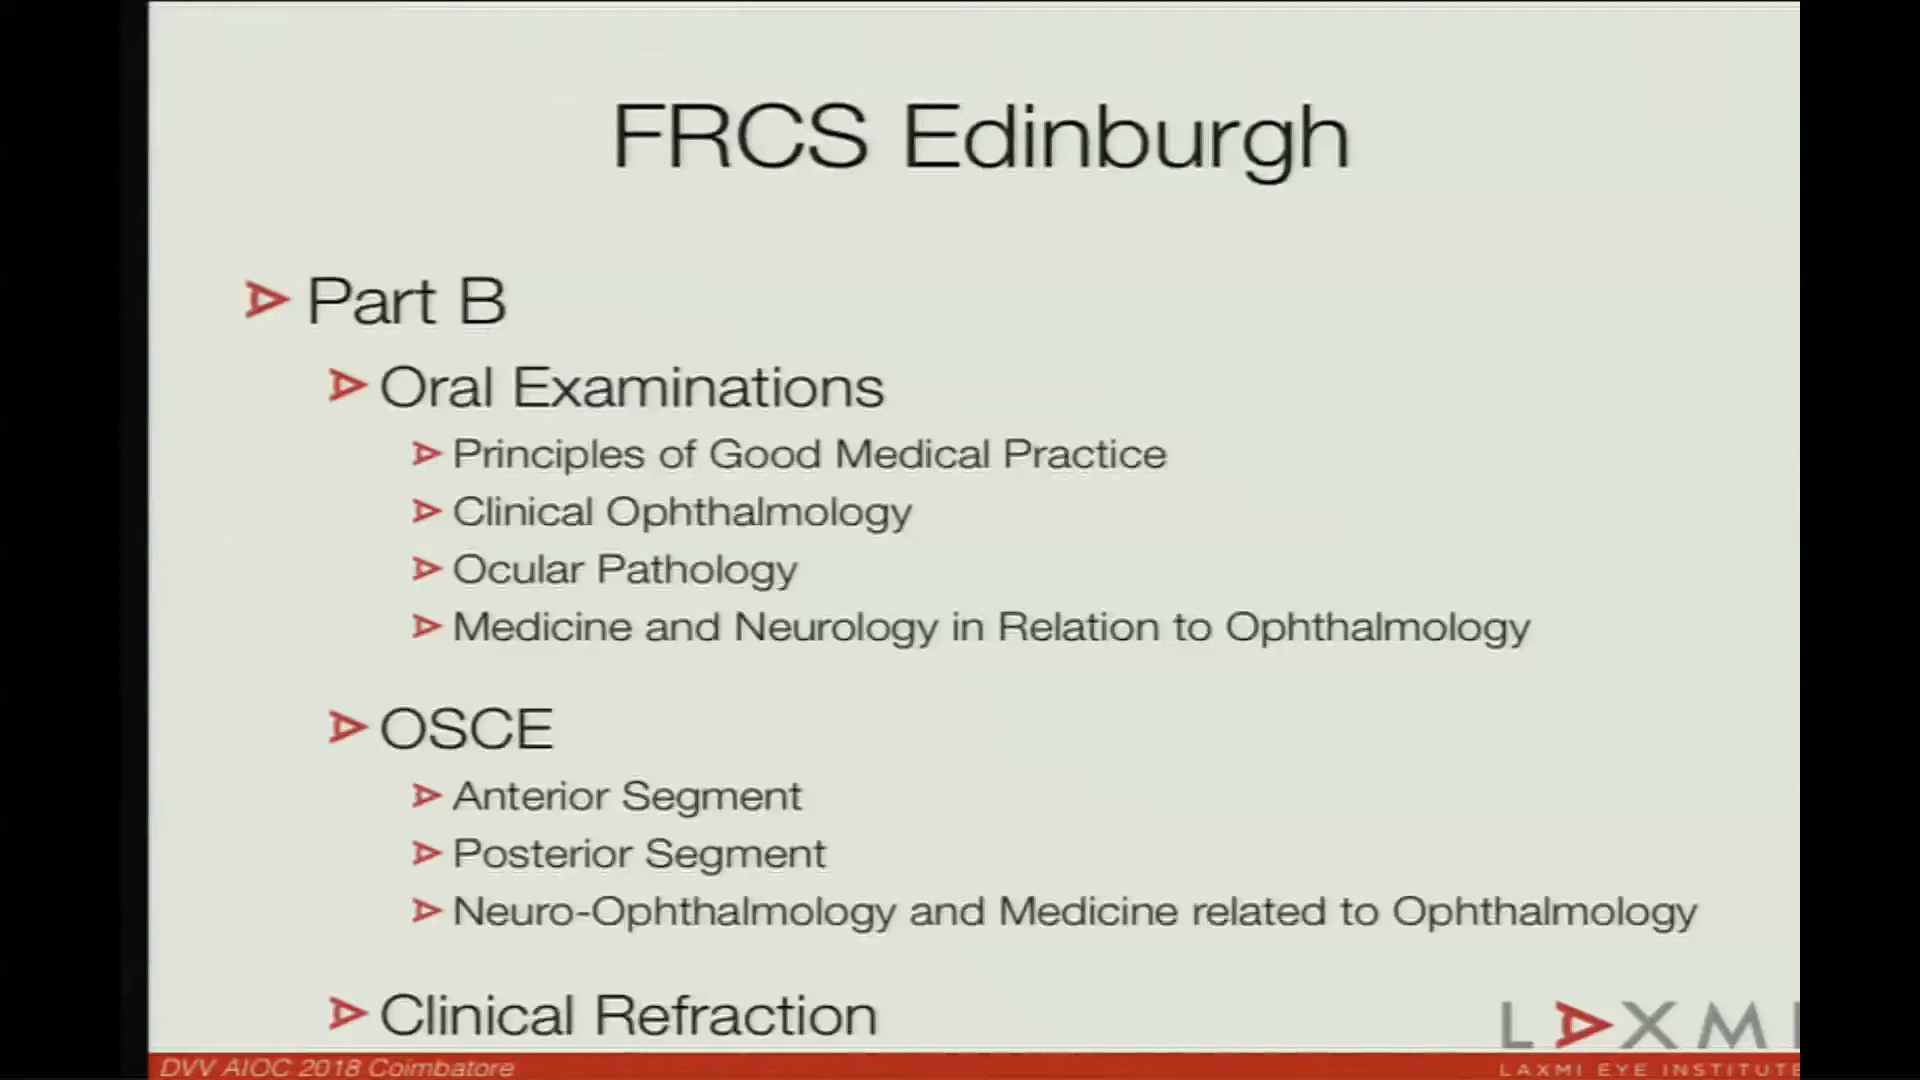 FRCS Edinburgh
Part B
Oral Examinations
Principles of Good Medical Practice
Clinical Ophthalmology
Ocular Pathology
Medicine and Neurology in Relation to Ophthalmology
OSCE
Anterior Segment
Posterior Segment
Neuro-Ophthalmology and Medicine related to Ophthalmology
Clinical Refraction
LAXMI
DVV AIOC 2018 Coimbatore
LAXMI EYE INSTITUTE